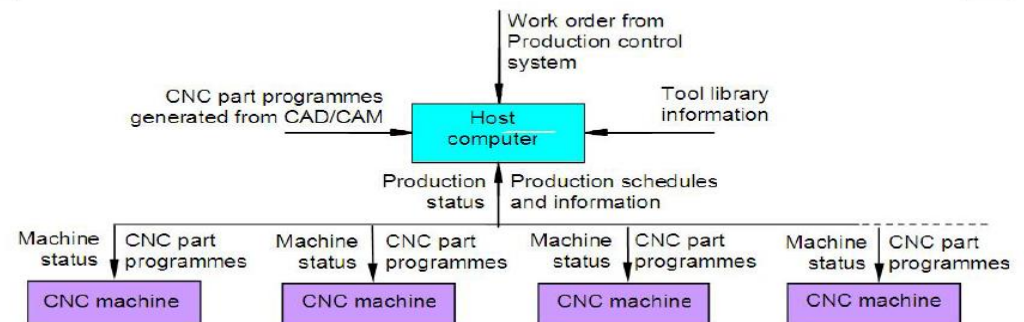 Work order from
Production control
system
CNC part programmes
generated from CAD/CAM
Tool library
information
Host
computer
Production
status
Production schedules
and information
Machine
status
CNC part
programmes
Machine
status
CNC part
programmes
Machine
status
CNC part
programmes
Machine
status
CNC part
programmes
CNC machine
CNC machine
CNC machine
CNC machine